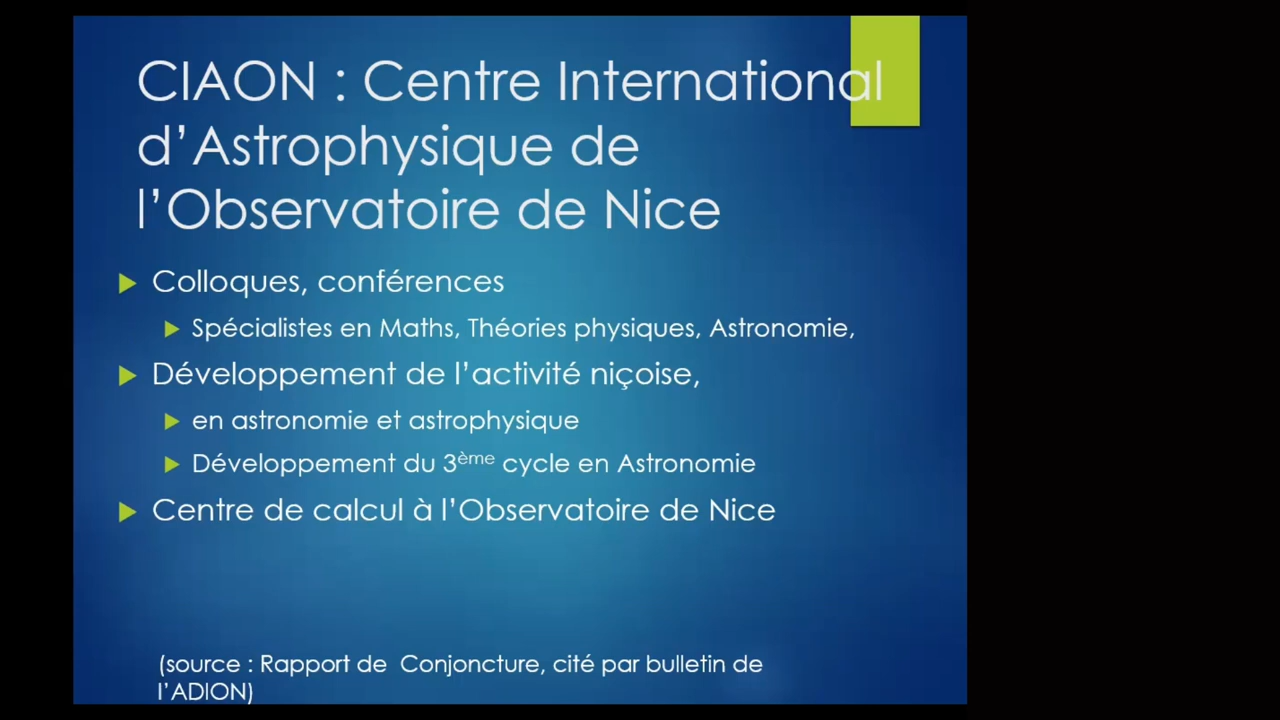 CIAON : Centre International
d’Astrophysique de
l’Observatoire de Nice
Colloques, conférences
Spécialistes en Maths, Théories physiques, Astronomie,
Développement de l’activité niçoise,
en astronomie et astrophysique
Développement du 3ème cycle en Astronomie
Centre de calcul à l’Observatoire de Nice
(source : Rapport de Conjoncture, cité par bulletin de
l’ADION)